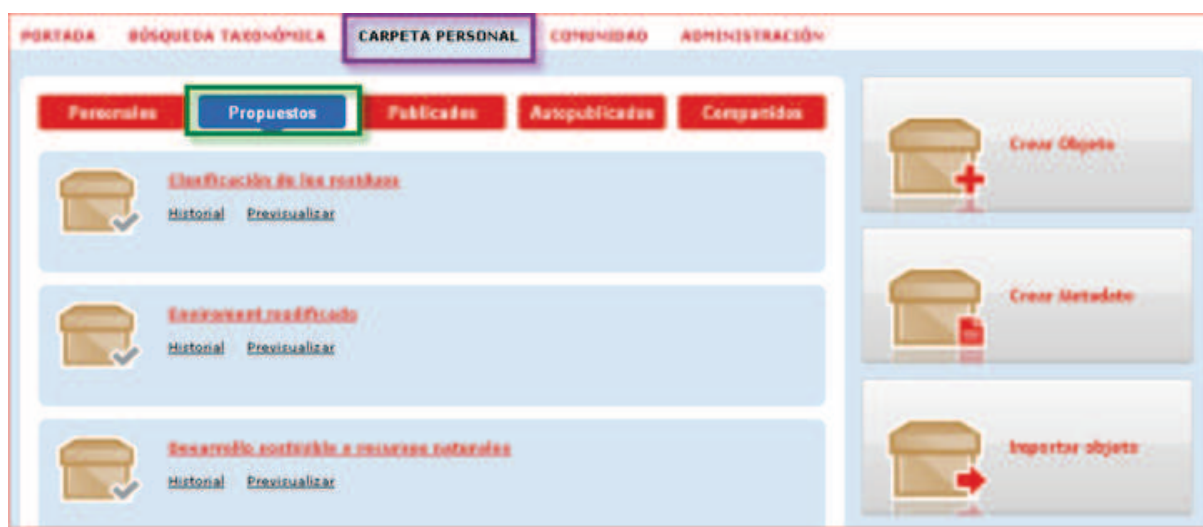 PORTADA BÚSQUEDA TAXONÓMICA CARPETA PERSONAL COMUNIDAD ADMINISTRACIÓN
Personales Propuestos Publicados Autopublicados Compartidos
Crear Objeto
Clasificación de los residuos
Historial Previsualizar
Crear Metadato
Enviroment modificado
Historial Previsualizar
Importar objeto
Desarrollo sostenible e recursos naturales
Historial Previsualizar